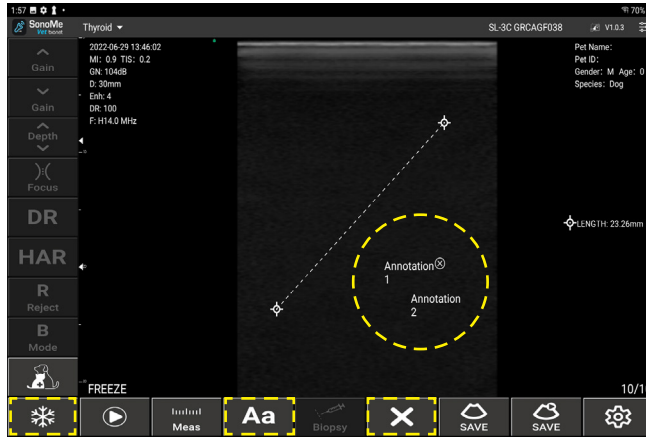 1:57
70%
SonoMe
Vet bionet
Thyroid
SL-3C GRCAGF038
V1.0.3
Gain
Gain
Depth
Focus
DR
HAR
R
Reject
B
Mode
2022-06-29 13:46:02
MI: 0.9 TIS: 0.2
GN: 104dB
D: 30mm
Enh: 4
DR: 100
F: H14.0 MHz
Pet Name:
Pet ID:
Gender: M Age: 0
Species: Dog
LENGTH: 23.26mm
Annotation
1
Annotation
2
FREEZE
10/1
Meas
Aa
Biopsy
SAVE
SAVE